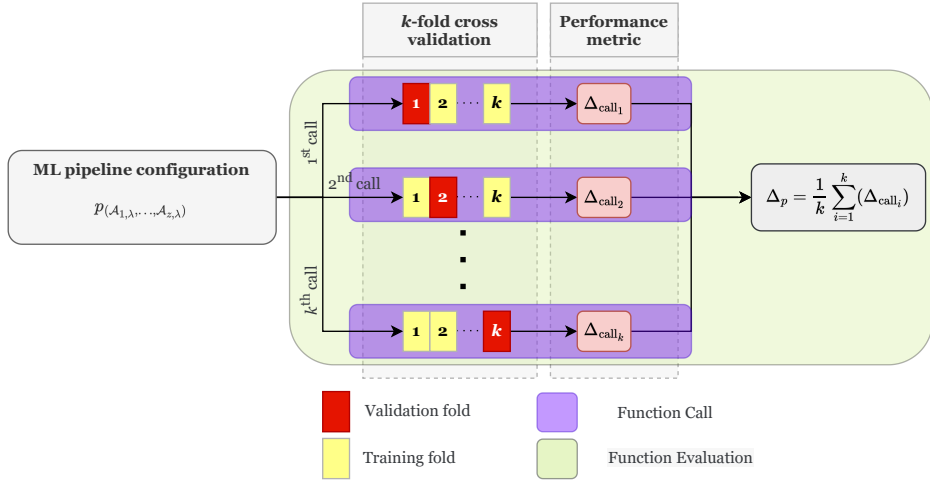 k-fold cross
validation
Performance
metric
ML pipeline configuration
p(𝒜1,λ,…,𝒜z,λ)
1st call
1 2 ···· k
Δcall1
2nd call
1 2 ···· k
Δcall2
Δp = 1/k ∑i=1k (Δcalli)
kth call
1 2 ···· k
Δcallk
Validation fold
Function Call
Training fold
Function Evaluation